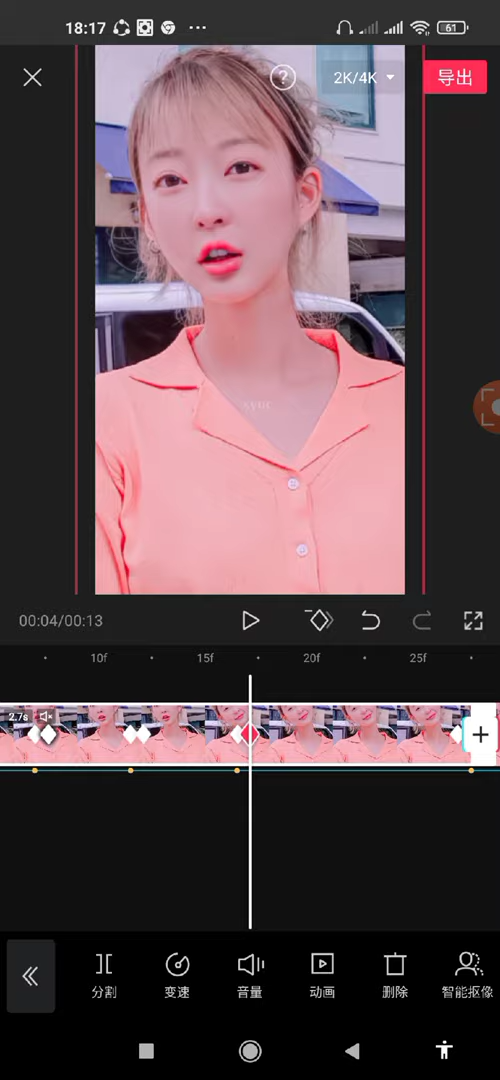 18:17 ... 61
? 2K/4K 导出
00:04/00:13
10f 15f 20f 25f
2.7s
分割 变速 音量 动画 删除 智能抠像